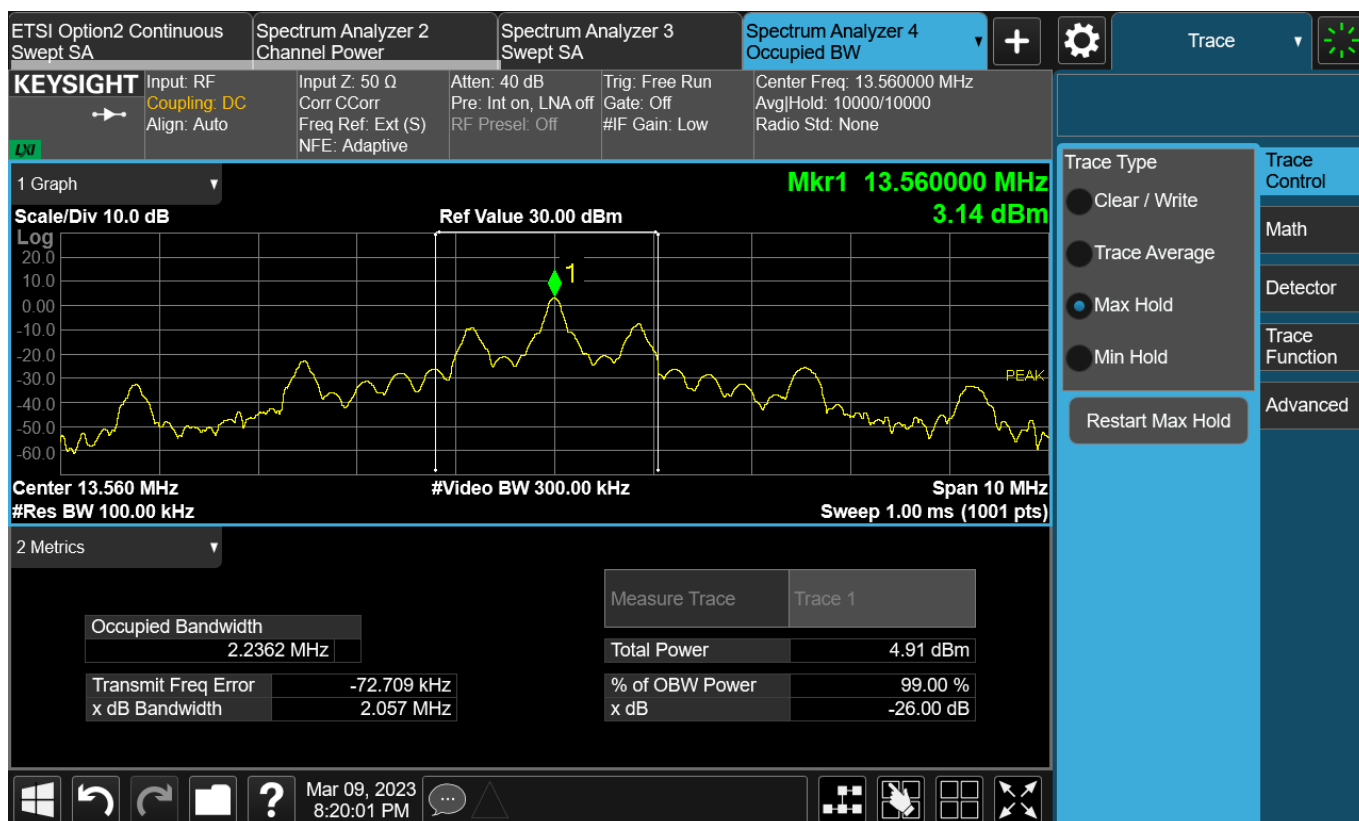 ETSI Option2 Continuous
Swept SA
Spectrum Analyzer 2
Channel Power
Spectrum Analyzer 3
Swept SA
Spectrum Analyzer 4
Occupied BW
Trace
KEYSIGHT
LXI
Input: RF
Coupling: DC
Align: Auto
Input Z: 50 Ω
Corr CCorr
Freq Ref: Ext (S)
NFE: Adaptive
Atten: 40 dB
Pre: Int on, LNA off
RF Presel: Off
Trig: Free Run
Gate: Off
#IF Gain: Low
Center Freq: 13.560000 MHz
Avg|Hold: 10000/10000
Radio Std: None
1 Graph
Mkr1 13.560000 MHz
3.14 dBm
Scale/Div 10.0 dB
Ref Value 30.00 dBm
Log
20.0
10.0
0.00
-10.0
-20.0
-30.0
-40.0
-50.0
-60.0
1
PEAK
Center 13.560 MHz
#Video BW 300.00 kHz
Span 10 MHz
#Res BW 100.00 kHz
Sweep 1.00 ms (1001 pts)
2 Metrics
Measure Trace Trace 1
Occupied Bandwidth
2.2362 MHz
Total Power 4.91 dBm
Transmit Freq Error -72.709 kHz
% of OBW Power 99.00 %
x dB Bandwidth 2.057 MHz
x dB -26.00 dB
Trace Type
Clear / Write
Trace Average
Max Hold
Min Hold
Restart Max Hold
Trace
Control
Math
Detector
Trace
Function
Advanced
?
Mar 09, 2023
8:20:01 PM